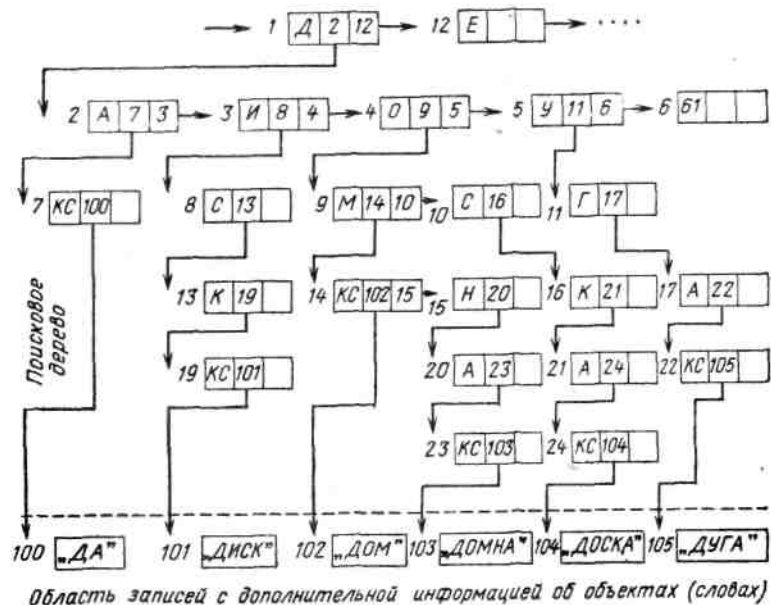 1 Д 2 12 12 Е ....
2 А 7 3 3 И 8 4 4 О 9 5 5 У 11 6 6 61
7 КС 100 8 С 13 9 М 14 10 10 С 16 11 Г 17
13 К 19 14 КС 102 15 15 Н 20 16 К 21 17 А 22
Поисковое
дерево
19 КС 101 20 А 23 21 А 24 22 КС 105
23 КС 103 24 КС 104
100 „ДА" 101 „ДИСК" 102 „ДОМ" 103 „ДОМНА" 104 „ДОСКА" 105 „ДУГА"
Область записей с дополнительной информацией об объектах (словах)